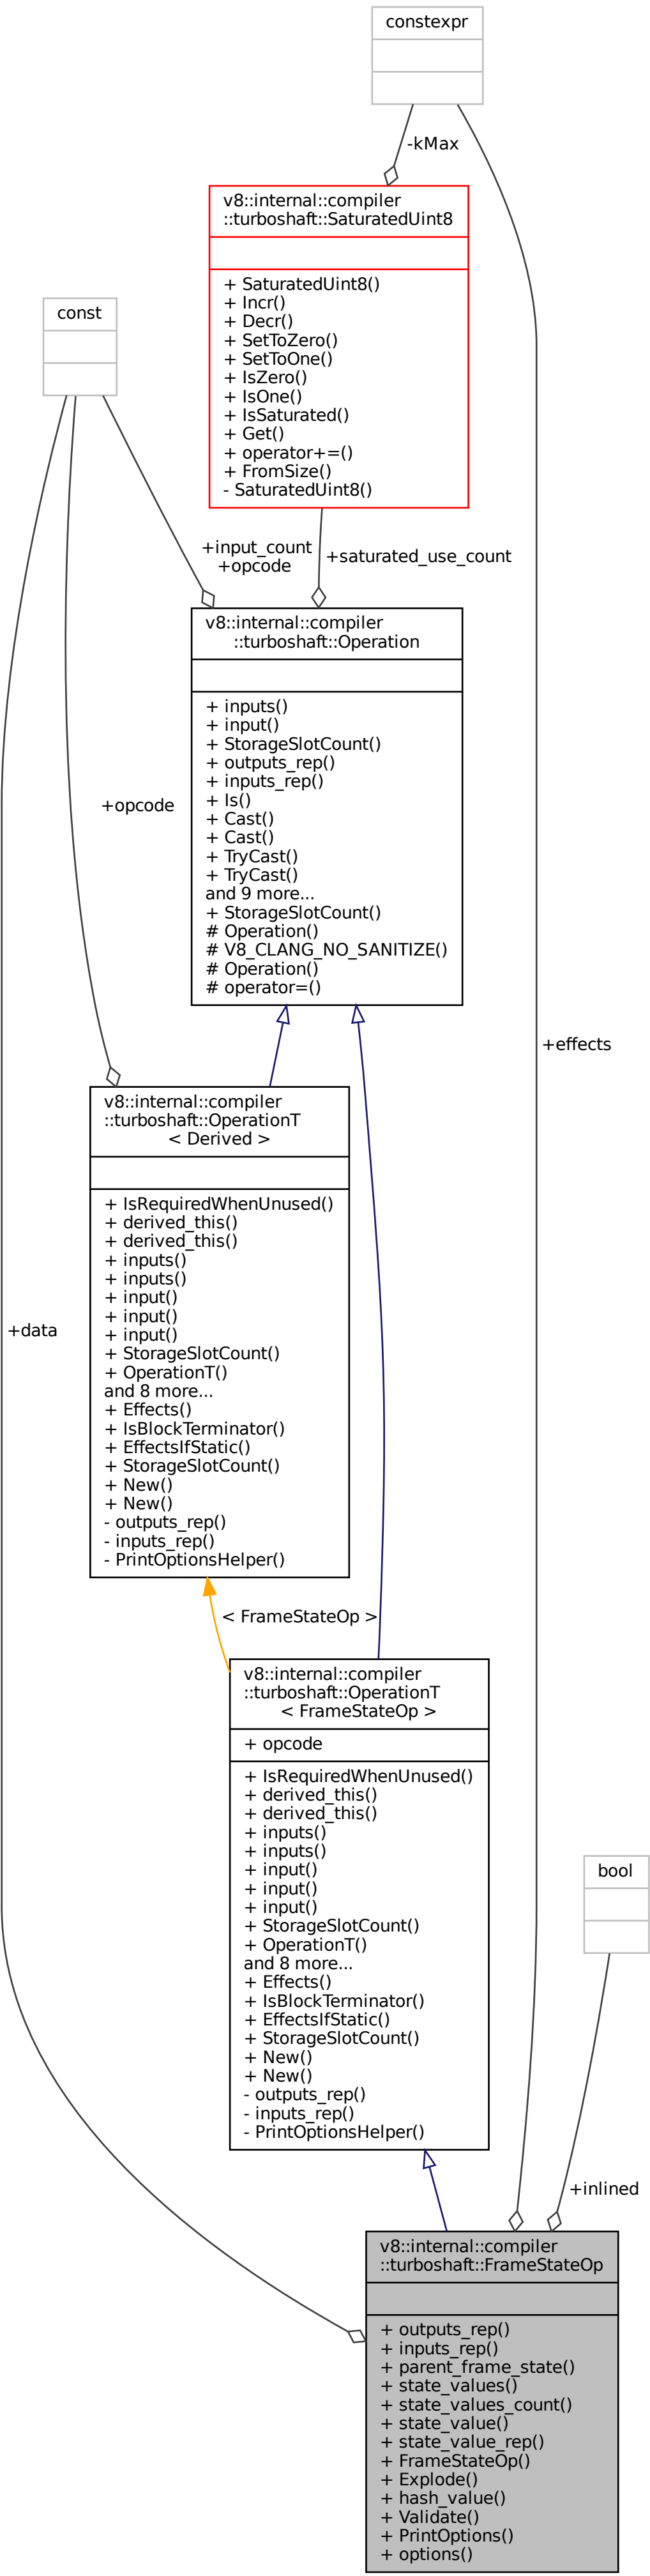 constexpr
-kMax
v8::internal::compiler
::turboshaft::SaturatedUint8
+ SaturatedUint8()
+ Incr()
+ Decr()
+ SetToZero()
+ SetToOne()
+ IsZero()
+ IsOne()
+ IsSaturated()
+ Get()
+ operator+=()
+ FromSize()
- SaturatedUint8()
const
+input_count
+opcode
+saturated_use_count
v8::internal::compiler
::turboshaft::Operation
+ inputs()
+ input()
+ StorageSlotCount()
+ outputs_rep()
+ inputs_rep()
+ Is()
+ Cast()
+ Cast()
+ TryCast()
+ TryCast()
and 9 more...
+ StorageSlotCount()
# Operation()
# V8_CLANG_NO_SANITIZE()
# Operation()
# operator=()
+opcode
+effects
v8::internal::compiler
::turboshaft::OperationT
< Derived >
+ IsRequiredWhenUnused()
+ derived_this()
+ derived_this()
+ inputs()
+ inputs()
+ input()
+ input()
+ input()
+ StorageSlotCount()
+ OperationT()
and 8 more...
+ Effects()
+ IsBlockTerminator()
+ EffectsIfStatic()
+ StorageSlotCount()
+ New()
+ New()
- outputs_rep()
- inputs_rep()
- PrintOptionsHelper()
+data
< FrameStateOp >
v8::internal::compiler
::turboshaft::OperationT
< FrameStateOp >
+ opcode
+ IsRequiredWhenUnused()
+ derived_this()
+ derived_this()
+ inputs()
+ inputs()
+ input()
+ input()
+ input()
+ StorageSlotCount()
+ OperationT()
and 8 more...
+ Effects()
+ IsBlockTerminator()
+ EffectsIfStatic()
+ StorageSlotCount()
+ New()
+ New()
- outputs_rep()
- inputs_rep()
- PrintOptionsHelper()
bool
+inlined
v8::internal::compiler
::turboshaft::FrameStateOp
+ outputs_rep()
+ inputs_rep()
+ parent_frame_state()
+ state_values()
+ state_values_count()
+ state_value()
+ state_value_rep()
+ FrameStateOp()
+ Explode()
+ hash_value()
+ Validate()
+ PrintOptions()
+ options()